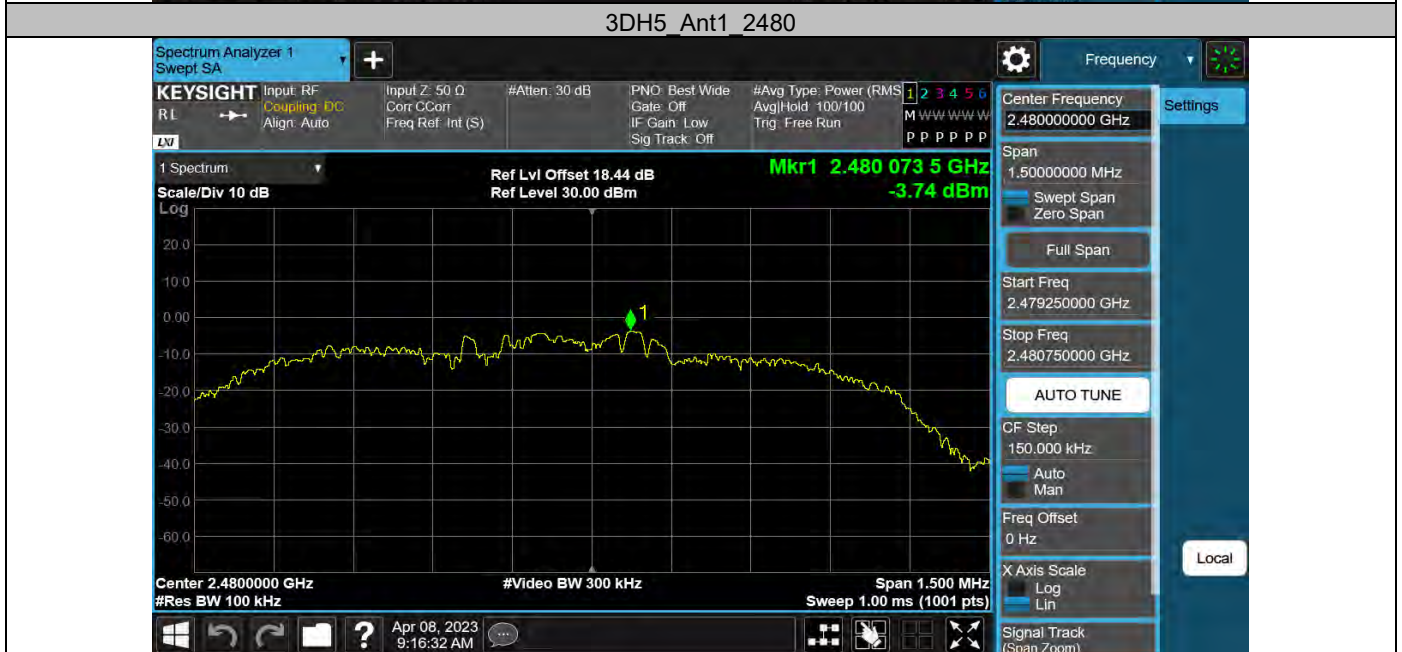 3DH5_Ant1_2480
Spectrum Analyzer 1
Swept SA
Frequency
KEYSIGHT
RL
LXI
Input: RF
Coupling: DC
Align: Auto
Input Z: 50 Ω
Corr CCorr
Freq Ref: Int (S)
#Atten: 30 dB
PNO: Best Wide
Gate: Off
IF Gain: Low
Sig Track: Off
#Avg Type: Power (RMS
Avg|Hold: 100/100
Trig: Free Run
1 2 3 4 5 6
M W W W W W
P P P P P P
1 Spectrum
Scale/Div 10 dB
Log
Ref Lvl Offset 18.44 dB
Ref Level 30.00 dBm
Mkr1 2.480 073 5 GHz
-3.74 dBm
20.0
10.0
0.00
-10.0
-20.0
-30.0
-40.0
-50.0
-60.0
1
Center 2.4800000 GHz
#Res BW 100 kHz
#Video BW 300 kHz
Span 1.500 MHz
Sweep 1.00 ms (1001 pts)
?
Apr 08, 2023
9:16:32 AM
Center Frequency
2.480000000 GHz
Settings
Span
1.50000000 MHz
Swept Span
Zero Span
Full Span
Start Freq
2.479250000 GHz
Stop Freq
2.480750000 GHz
AUTO TUNE
CF Step
150.000 kHz
Auto
Man
Freq Offset
0 Hz
X Axis Scale
Log
Lin
Local
Signal Track
(Span Zoom)